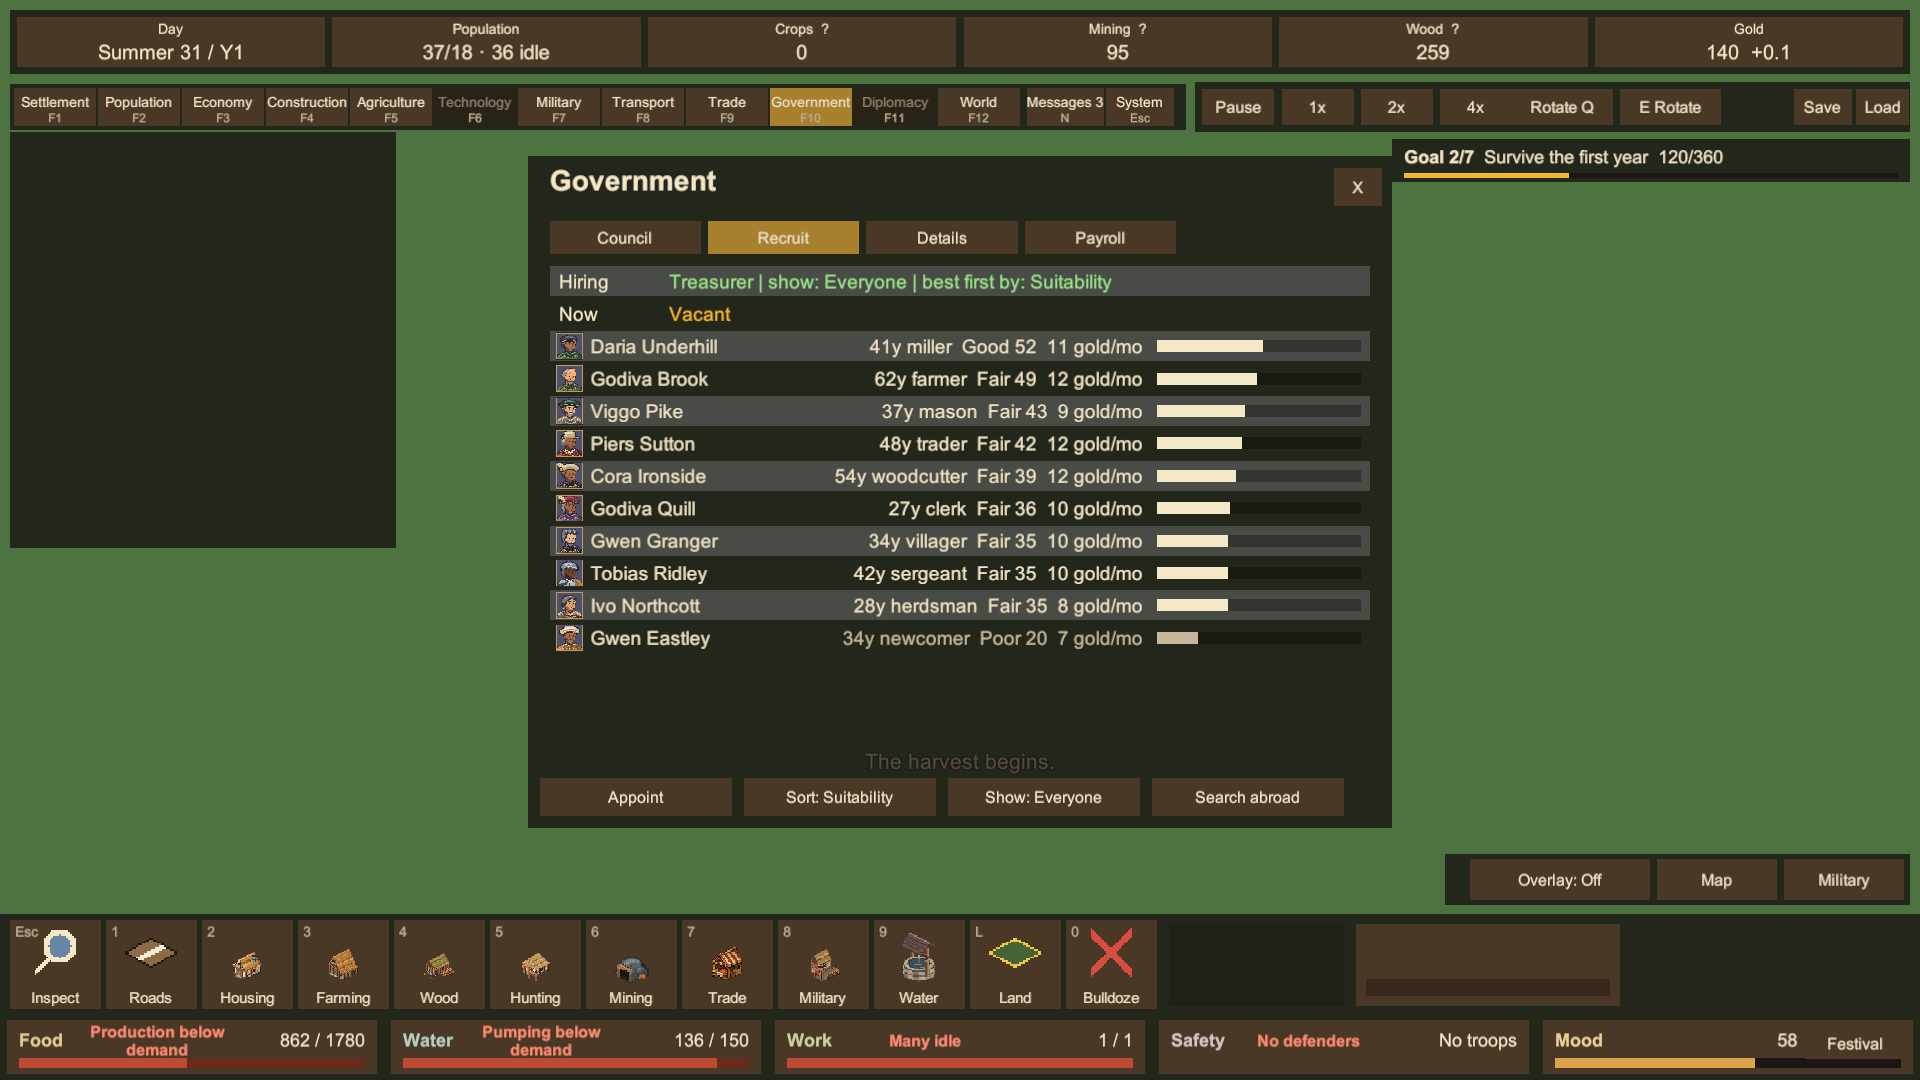 Day
Summer 31 / Y1
Population
37/18 · 36 idle
Crops ?
0
Mining ?
95
Wood ?
259
Gold
140 +0.1
Settlement
F1
Population
F2
Economy
F3
Construction
F4
Agriculture
F5
Technology
F6
Military
F7
Transport
F8
Trade
F9
Government
F10
Diplomacy
F11
World
F12
Messages 3
N
System
Esc
Pause
1x
2x
4x
Rotate Q
E Rotate
Save
Load
Goal 2/7 Survive the first year 120/360
Government
X
Council
Recruit
Details
Payroll
Hiring Treasurer | show: Everyone | best first by: Suitability
Now Vacant
Daria Underhill 41y miller Good 52 11 gold/mo
Godiva Brook 62y farmer Fair 49 12 gold/mo
Viggo Pike 37y mason Fair 43 9 gold/mo
Piers Sutton 48y trader Fair 42 12 gold/mo
Cora Ironside 54y woodcutter Fair 39 12 gold/mo
Godiva Quill 27y clerk Fair 36 10 gold/mo
Gwen Granger 34y villager Fair 35 10 gold/mo
Tobias Ridley 42y sergeant Fair 35 10 gold/mo
Ivo Northcott 28y herdsman Fair 35 8 gold/mo
Gwen Eastley 34y newcomer Poor 20 7 gold/mo
The harvest begins.
Appoint
Sort: Suitability
Show: Everyone
Search abroad
Overlay: Off
Map
Military
Esc
Inspect
1
Roads
2
Housing
3
Farming
4
Wood
5
Hunting
6
Mining
7
Trade
8
Military
9
Water
L
Land
0
Bulldoze
Food
Production below
demand
862 / 1780
Water
Pumping below
demand
136 / 150
Work
Many idle
1 / 1
Safety
No defenders
No troops
Mood
58
Festival